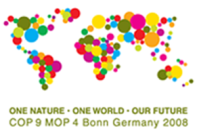 ONE NATURE • ONE WORLD • OUR FUTURE
COP 9 MOP 4 Bonn Germany 2008